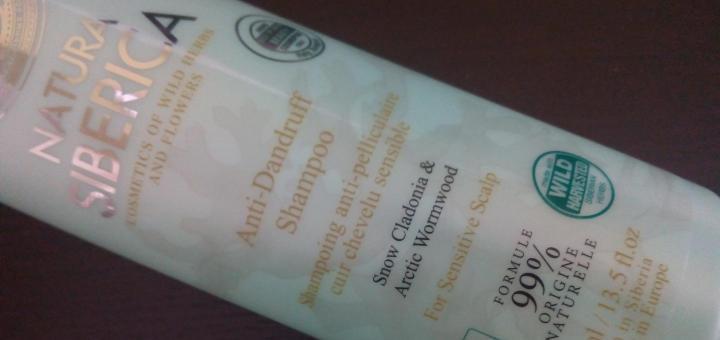 NATURA
SIBERICA
COSMETICS OF WILD HERBS
AND FLOWERS
Anti-Dandruff
Shampoo
Shampoing anti-pelliculaire
cuir chevelu sensible
Snow Cladonia &
Arctic Wormwood
For Sensitive Scalp
WILD
HARVESTED
SIBERIAN
HERBS
FORMULE
99%
ORIGINE
NATURELLE
/ 13.5 fl.oz
in Siberia
in Europe